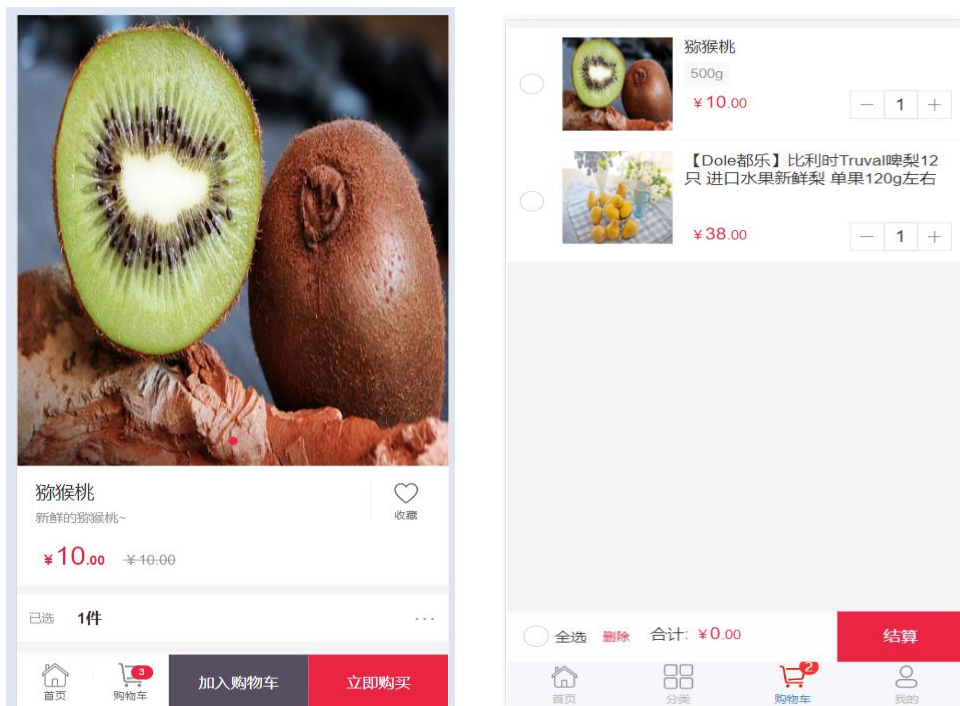 猕猴桃
新鲜的猕猴桃~
收藏
¥10.00 ¥10.00
已选 1件 ···
首页
3
购物车
加入购物车
立即购买
猕猴桃
500g
¥10.00
— 1 +
【Dole都乐】比利时Truval啤梨12
只 进口水果新鲜梨 单果120g左右
¥38.00
— 1 +
全选 删除 合计: ¥0.00 结算
首页
分类
2
购物车
我的